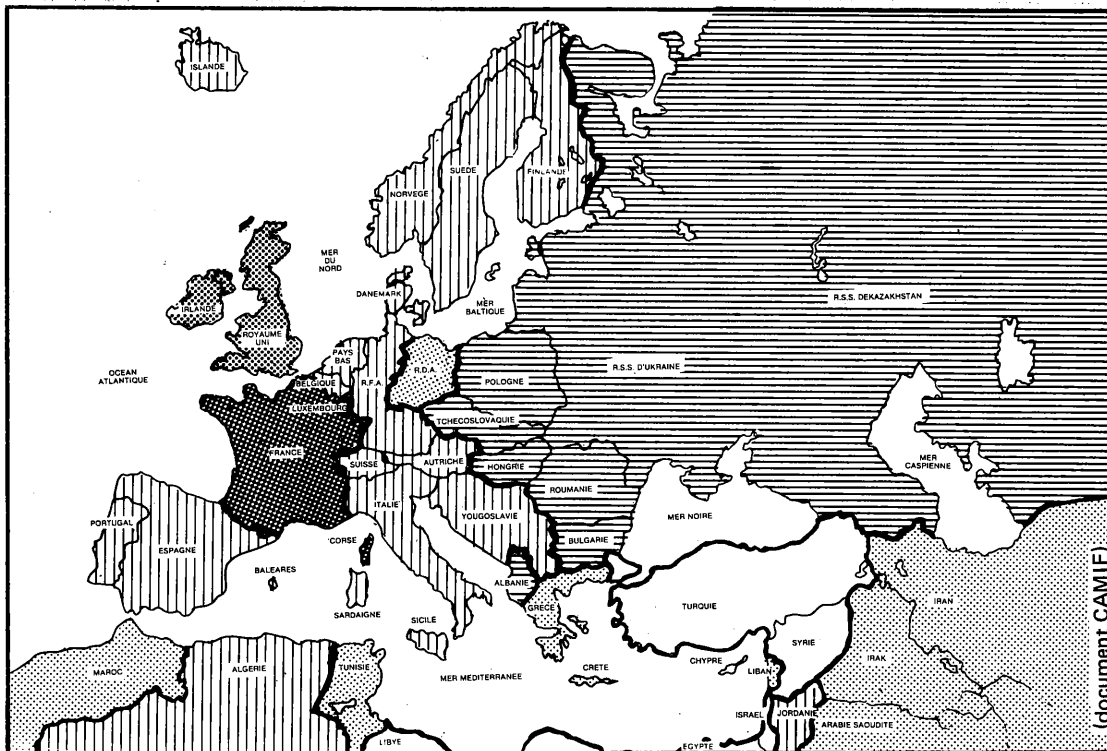 ISLANDE
SUÈDE
FINLANDE
NORVEGE
MER
DU
NORD
DANEMARK
MER
BALTIQUE
R.S.S. DEKAZAKHSTAN
IRLANDE
ROYAUME
UNI
PAYS
BAS
OCEAN
ATLANTIQUE
BELGIQUE
R.F.A.
R.D.A.
POLOGNE
R.S.S. D'UKRAINE
LUXEMBOURG
TCHECOSLOVAQUIE
FRANCE
SUISSE
AUTRICHE
HONGRIE
MER
CASPIENNE
ROUMANIE
ITALIE
YOUGOSLAVIE
MER NOIRE
PORTUGAL
ESPAGNE
CORSE
BULGARIE
BALEARES
ALBANIE
SARDAIGNE
GRECE
TURQUIE
IRAN
SICILE
SYRIE
MAROC
ALGERIE
TUNISIE
MER MEDITERRANEE
CRETE
CHYPRE
LIBAN
IRAK
ISRAEL
JORDANIE
ARABIE SAOUDITE
LIBYE
EGYPTE
(document CAMIF)